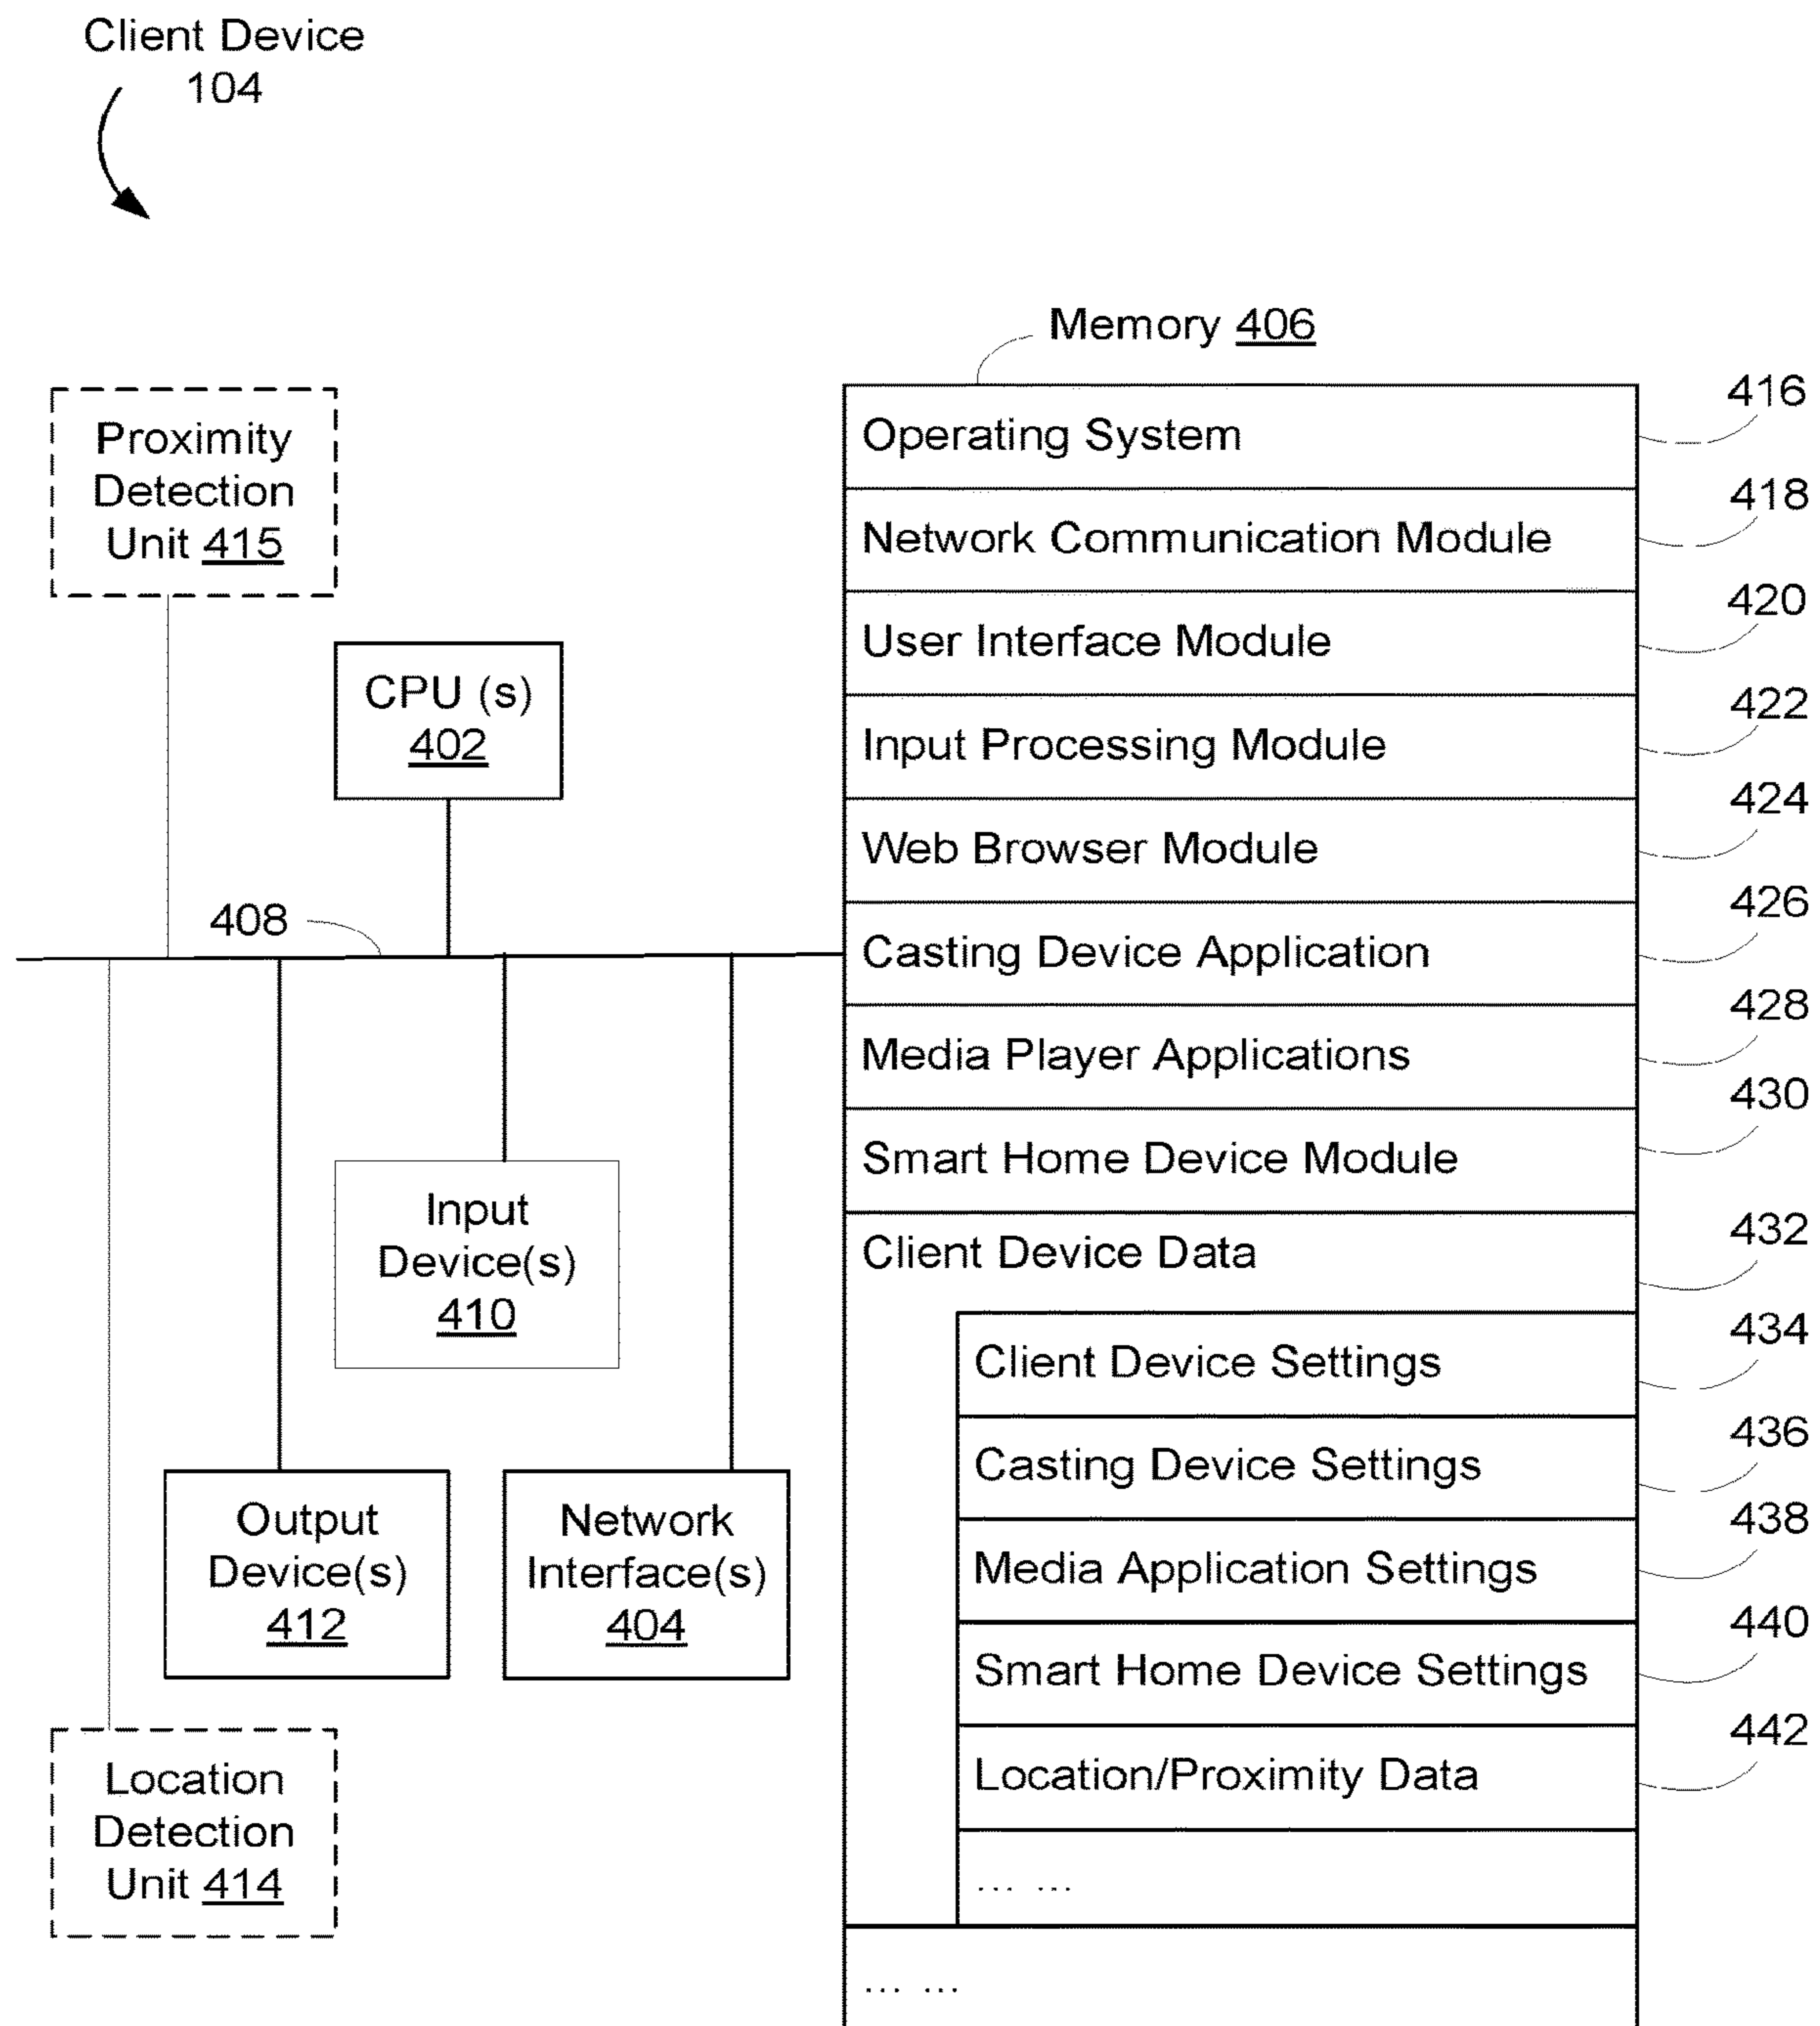 Client Device
104
Memory 406
Proximity
Detection
Unit 415
CPU (s)
402
408
Input
Device(s)
410
Output
Device(s)
412
Network
Interface(s)
404
Location
Detection
Unit 414
Operating System
416
Network Communication Module
418
User Interface Module
420
Input Processing Module
422
Web Browser Module
424
Casting Device Application
426
Media Player Applications
428
Smart Home Device Module
430
Client Device Data
432
Client Device Settings
434
Casting Device Settings
436
Media Application Settings
438
Smart Home Device Settings
440
Location/Proximity Data
442
... ...
... ...